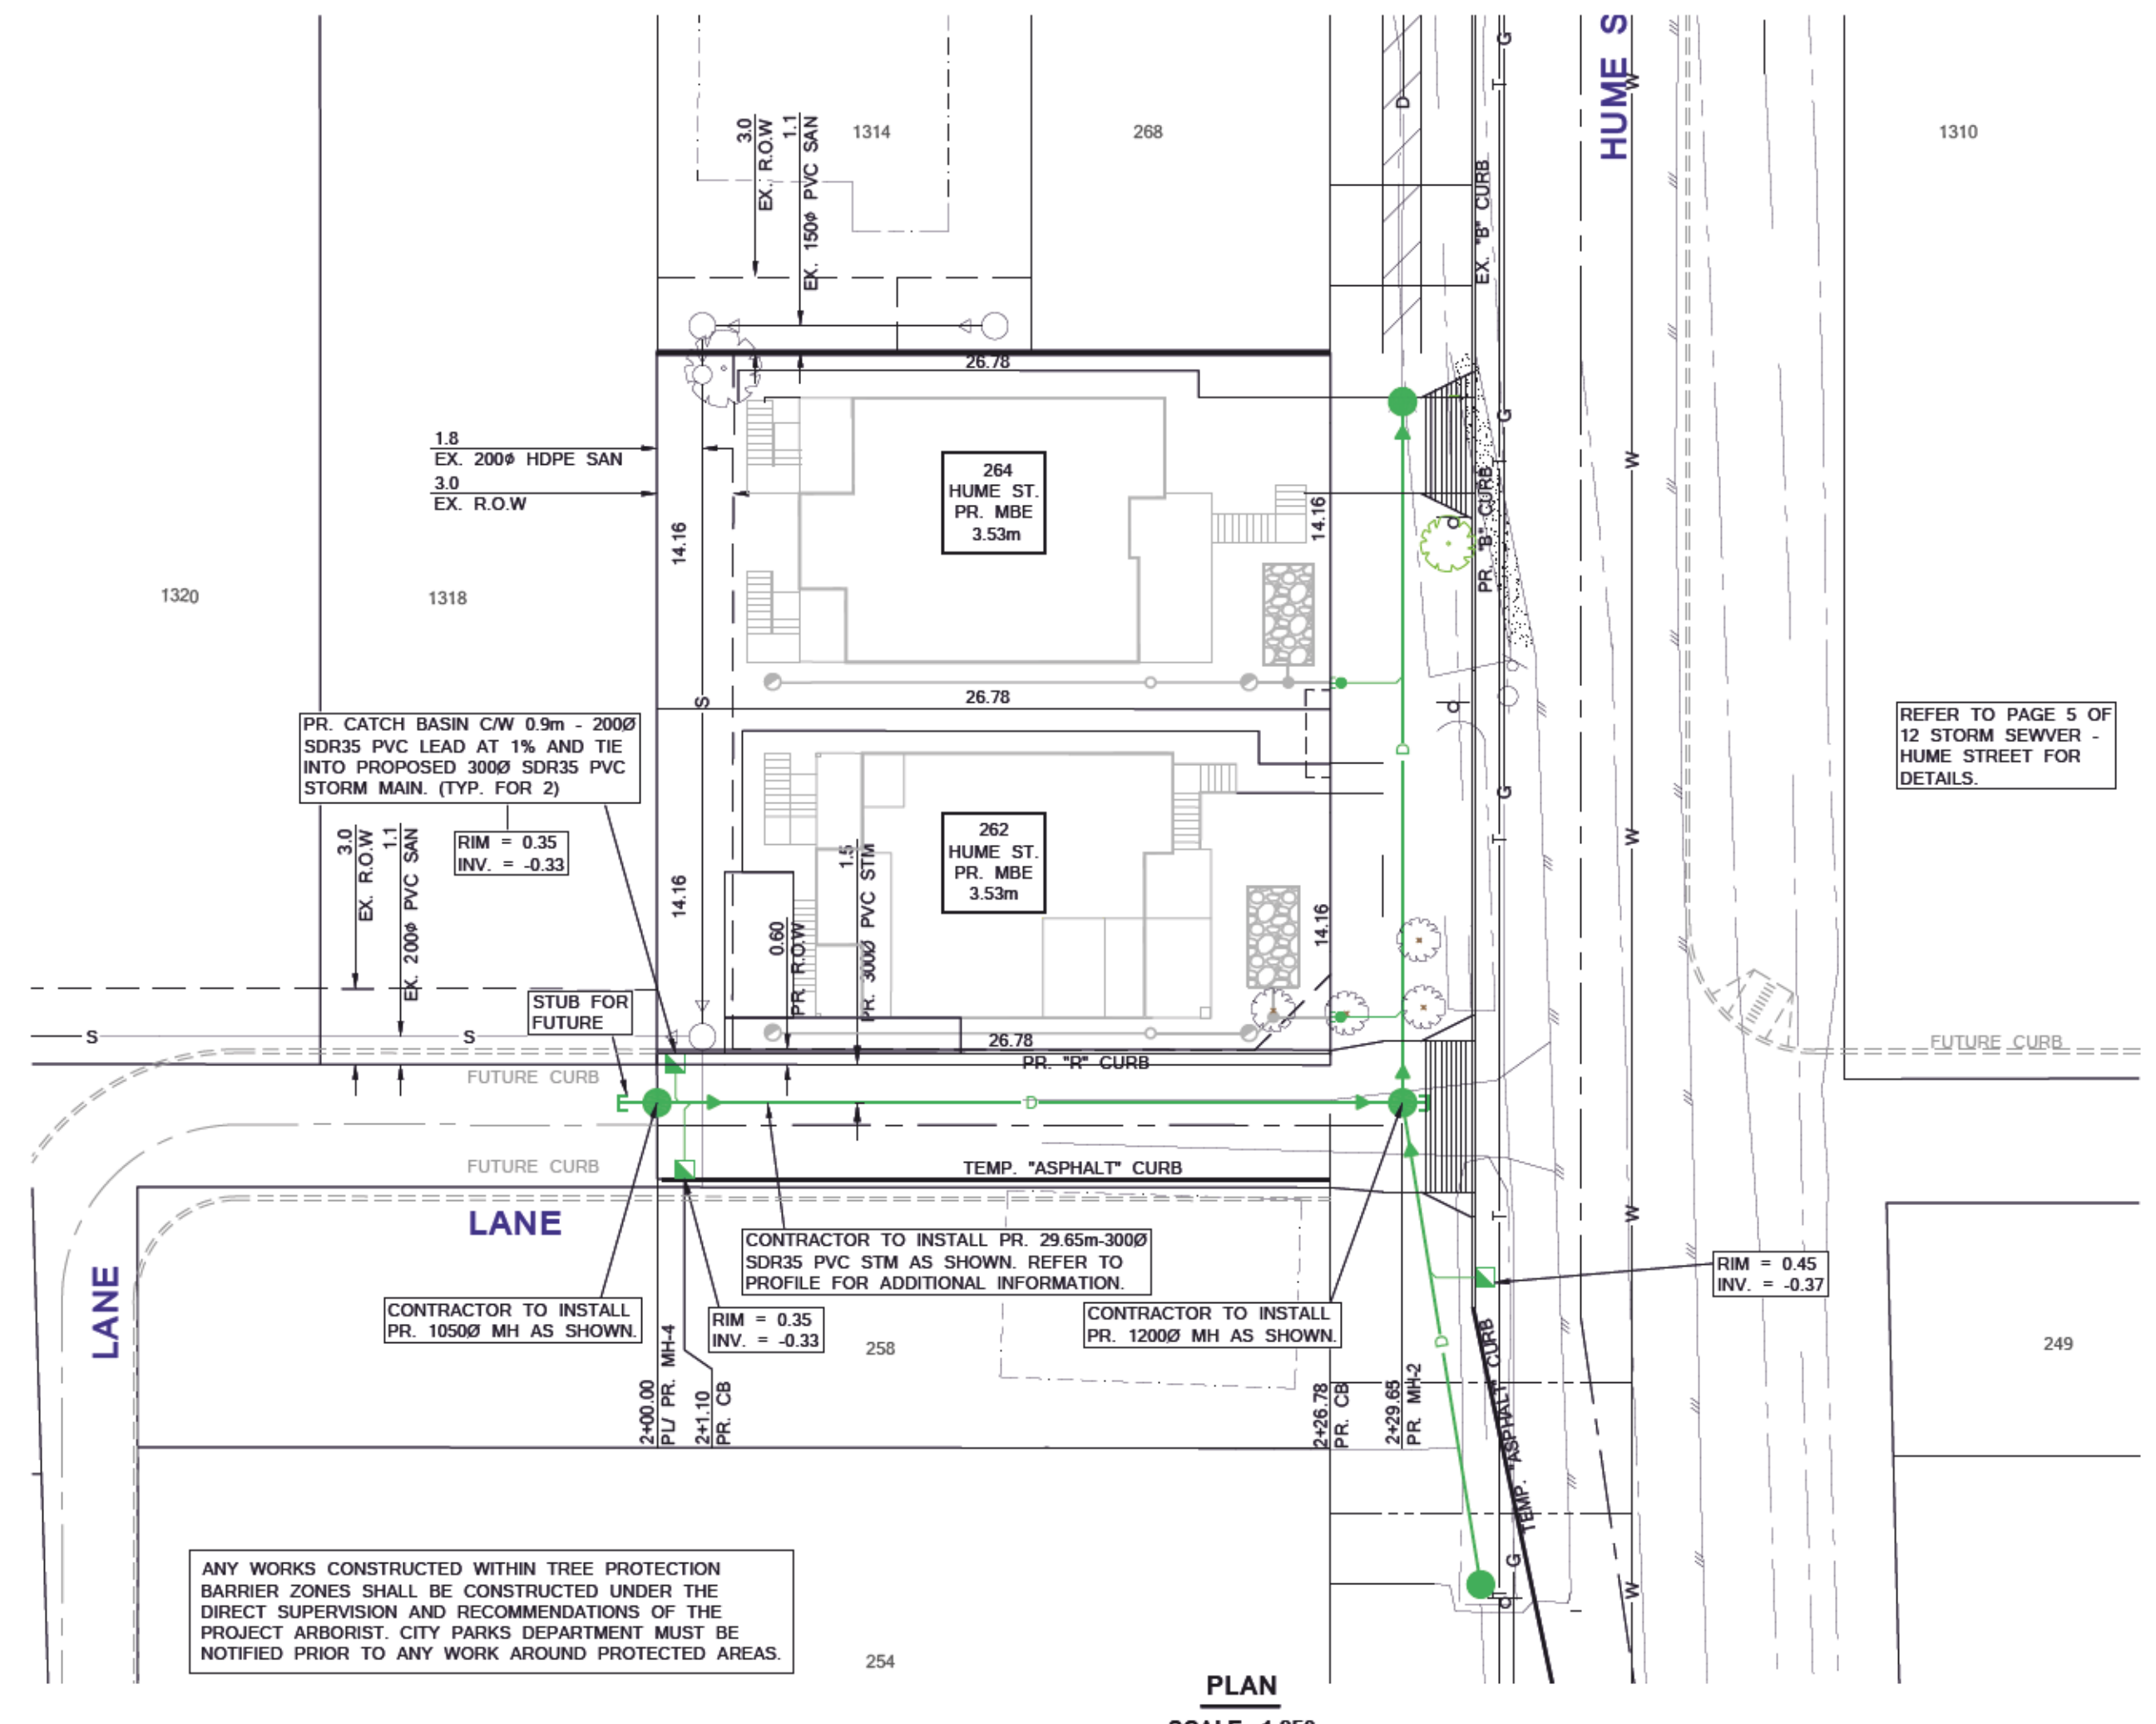 HUME S
3.0
EX. R.O.W
1.1
EX. 150ø PVC SAN
1314
268
1310
D
G
T
W
EX. "B" CURB
26.78
1.8
EX. 200ø HDPE SAN
3.0
EX. R.O.W
14.16
264
HUME ST.
PR. MBE
3.53m
14.16
G
T
W
PR. "B" CURB
1320
1318
S
26.78
D
REFER TO PAGE 5 OF
12 STORM SEWVER -
HUME STREET FOR
DETAILS.
PR. CATCH BASIN C/W 0.9m - 200Ø
SDR35 PVC LEAD AT 1% AND TIE
INTO PROPOSED 300Ø SDR35 PVC
STORM MAIN. (TYP. FOR 2)
RIM = 0.35
INV. = -0.33
3.0
EX. R.O.W
1.1
EX. 200ø PVC SAN
14.16
262
HUME ST.
PR. MBE
3.53m
1.5
PR. 300Ø PVC STM
0.60
PR. R.O.W
14.16
G
T
W
STUB FOR
FUTURE
S
S
26.78
PR. "R" CURB
FUTURE CURB
FUTURE CURB
D
FUTURE CURB
TEMP. "ASPHALT" CURB
LANE
LANE
CONTRACTOR TO INSTALL PR. 29.65m-300Ø
SDR35 PVC STM AS SHOWN. REFER TO
PROFILE FOR ADDITIONAL INFORMATION.
T
W
RIM = 0.45
INV. = -0.37
CONTRACTOR TO INSTALL
PR. 1050Ø MH AS SHOWN.
RIM = 0.35
INV. = -0.33
CONTRACTOR TO INSTALL
PR. 1200Ø MH AS SHOWN.
258
249
D
2+00.00
PL/ PR. MH-4
2+1.10
PR. CB
2+26.78
PR. CB
2+29.65
PR. MH-2
TEMP. "ASPHALT" CURB
G
T
W
ANY WORKS CONSTRUCTED WITHIN TREE PROTECTION
BARRIER ZONES SHALL BE CONSTRUCTED UNDER THE
DIRECT SUPERVISION AND RECOMMENDATIONS OF THE
PROJECT ARBORIST. CITY PARKS DEPARTMENT MUST BE
NOTIFIED PRIOR TO ANY WORK AROUND PROTECTED AREAS.
254
PLAN